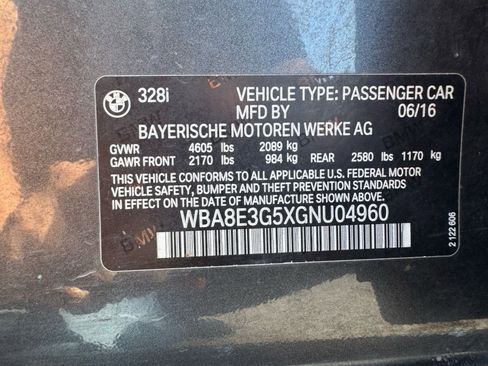 328i VEHICLE TYPE: PASSENGER CAR
MFD BY 06/16
BAYERISCHE MOTOREN WERKE AG
GVWR 4605 lbs 2089 kg
GAWR FRONT 2170 lbs 984 kg REAR 2580 lbs 1170 kg
THIS VEHICLE CONFORMS TO ALL APPLICABLE U.S. FEDERAL MOTOR
VEHICLE SAFETY, BUMPER AND THEFT PREVENTION STANDARDS
IN EFFECT ON THE DATE OF MANUFACTURE SHOWN ABOVE.
WBA8E3G5XGNU04960
2 122 606
BMW